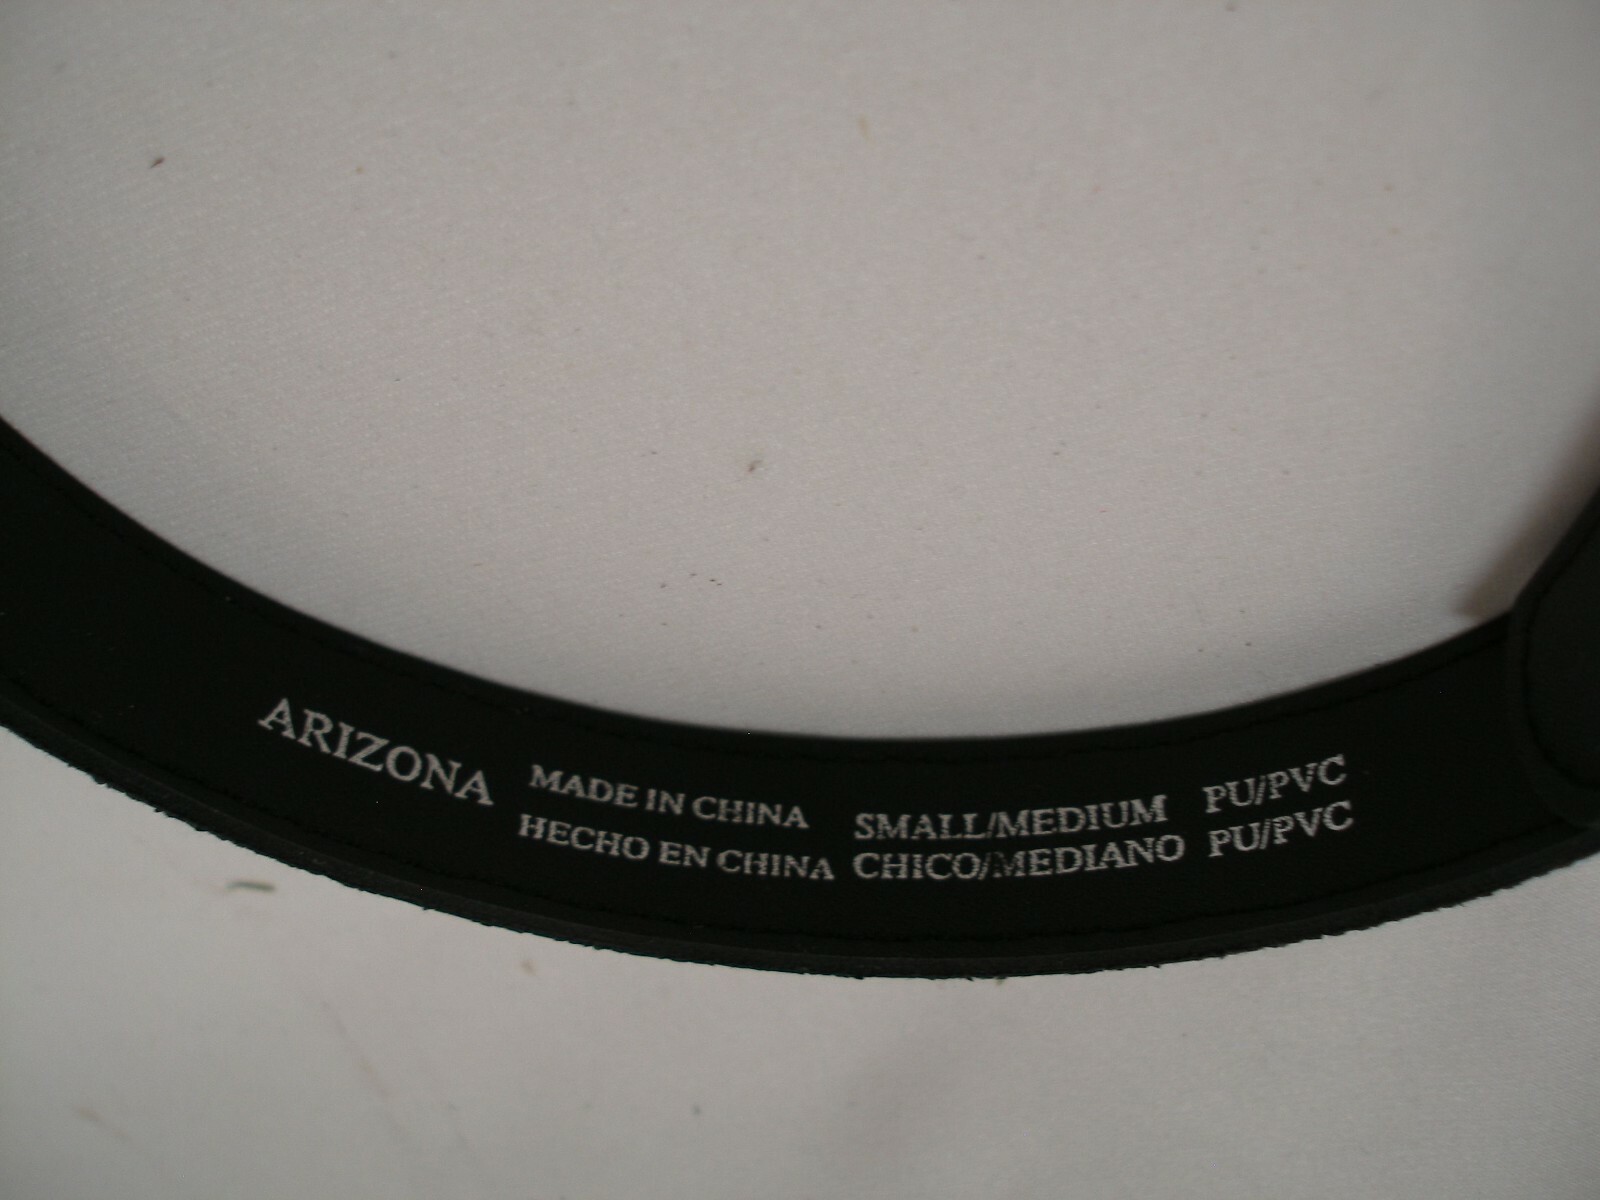 ARIZONA
MADE IN CHINA SMALL/MEDIUM PU/PVC
HECHO EN CHINA CHICO/MEDIANO PU/PVC